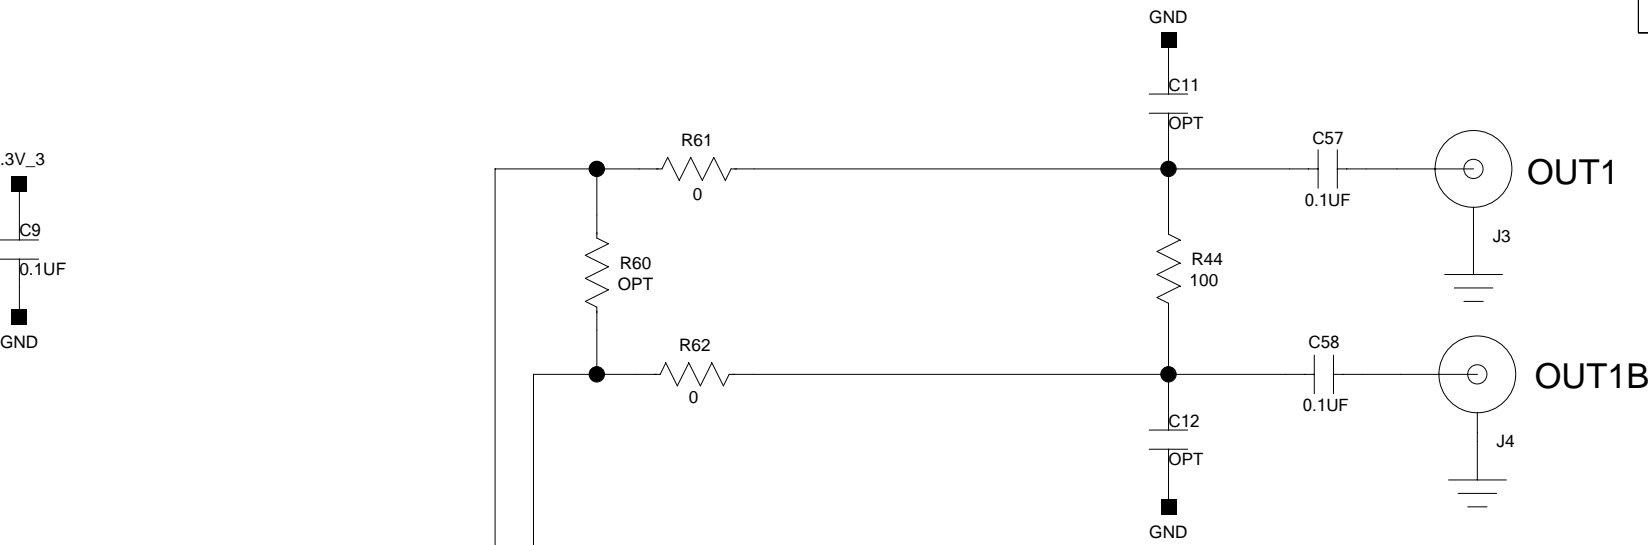 GND
C11
OPT
R61
0
C57
0.1UF
OUT1
J3
.3V_3
C9
0.1UF
GND
R60
OPT
R44
100
R62
0
C58
0.1UF
OUT1B
J4
C12
OPT
GND